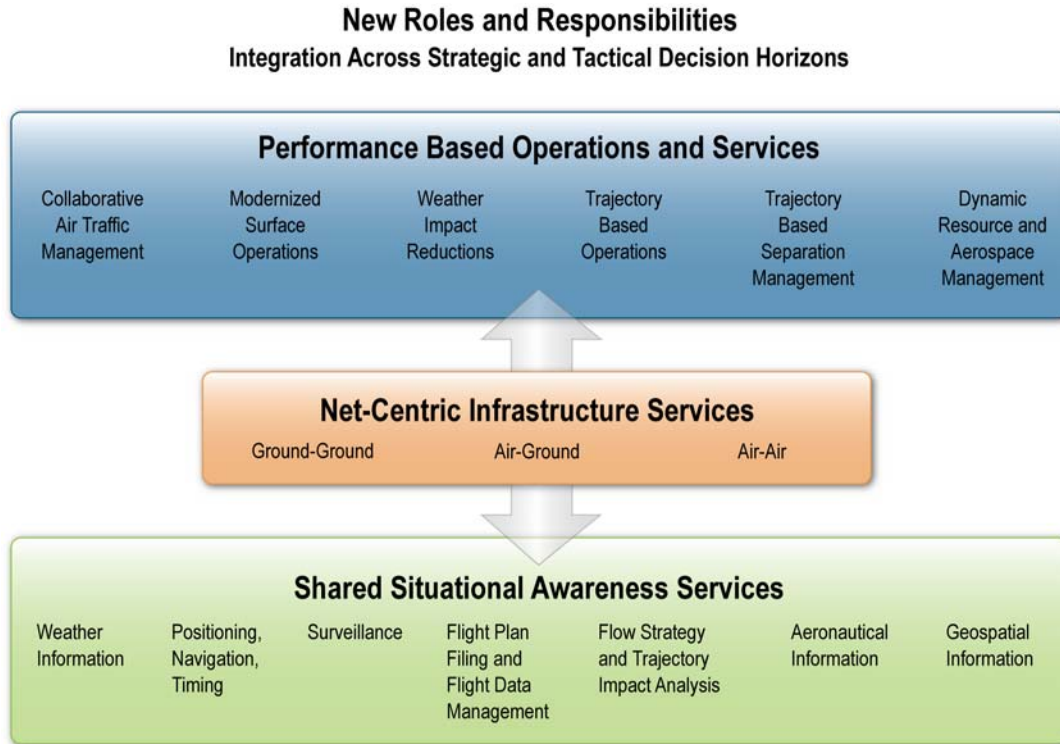 New Roles and Responsibilities
Integration Across Strategic and Tactical Decision Horizons
Performance Based Operations and Services
Collaborative
Air Traffic
Management
Modernized
Surface
Operations
Weather
Impact
Reductions
Trajectory
Based
Operations
Trajectory
Based
Separation
Management
Dynamic
Resource and
Aerospace
Management
Net-Centric Infrastructure Services
Ground-Ground
Air-Ground
Air-Air
Shared Situational Awareness Services
Weather
Information
Positioning,
Navigation,
Timing
Surveillance
Flight Plan
Filing and
Flight Data
Management
Flow Strategy
and Trajectory
Impact Analysis
Aeronautical
Information
Geospatial
Information